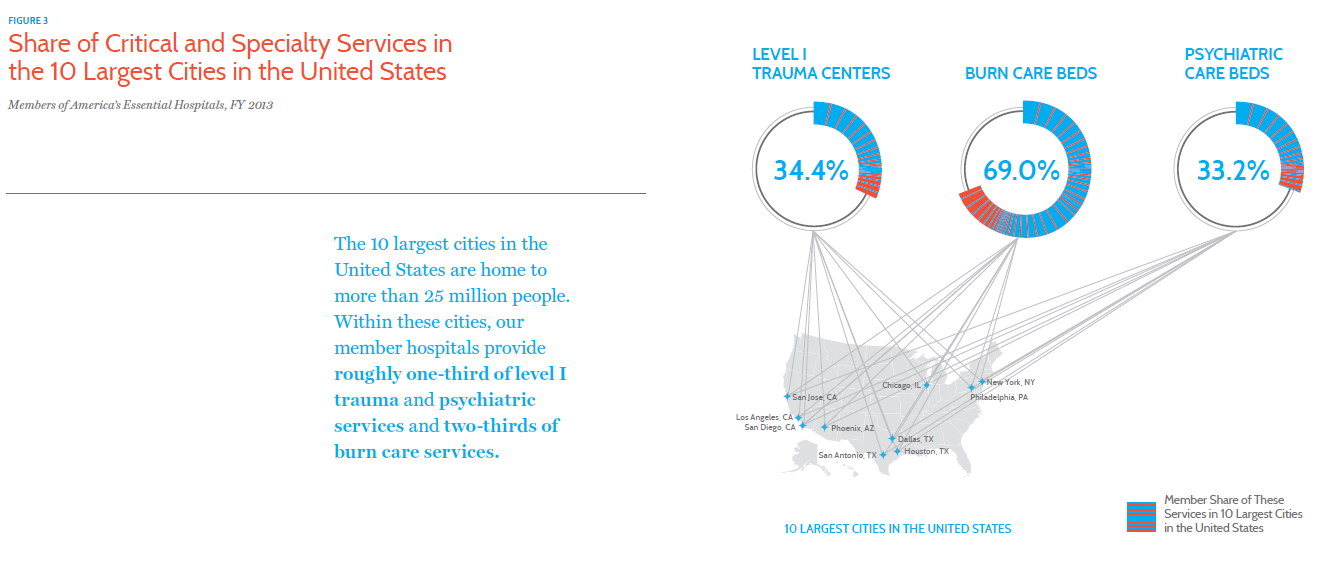 FIGURE 3
Share of Critical and Specialty Services in
the 10 Largest Cities in the United States
Members of America's Essential Hospitals, FY 2013
The 10 largest cities in the
United States are home to
more than 25 million people.
Within these cities, our
member hospitals provide
roughly one-third of level I
trauma and psychiatric
services and two-thirds of
burn care services.
LEVEL I
TRAUMA CENTERS
BURN CARE BEDS
PSYCHIATRIC
CARE BEDS
34.4%
69.0%
33.2%
Chicago, IL
New York, NY
Philadelphia, PA
San Jose, CA
Los Angeles, CA
San Diego, CA
Phoenix, AZ
Dallas, TX
Houston, TX
San Antonio, TX
10 LARGEST CITIES IN THE UNITED STATES
Member Share of These
Services in 10 Largest Cities
in the United States